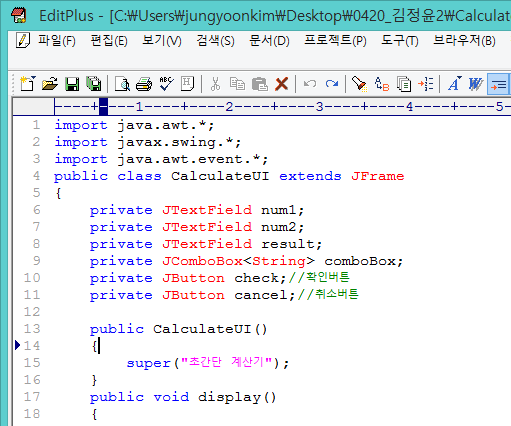 EditPlus - [C:\Users\jungyoonkim\Desktop\0420_김정윤2\Calculate
파일(F) 편집(E) 보기(V) 검색(S) 문서(D) 프로젝트(P) 도구(T) 브라우저(B)
----+----1----+----2----+----3----+----4----+----5-
1 import java.awt.*;
2 import javax.swing.*;
3 import java.awt.event.*;
4 public class CalculateUI extends JFrame
5 {
6 private JTextField num1;
7 private JTextField num2;
8 private JTextField result;
9 private JComboBox<String> comboBox;
10 private JButton check;//확인버튼
11 private JButton cancel;//취소버튼
12
13 public CalculateUI()
14 {
15 super("초간단 계산기");
16 }
17 public void display()
18 {